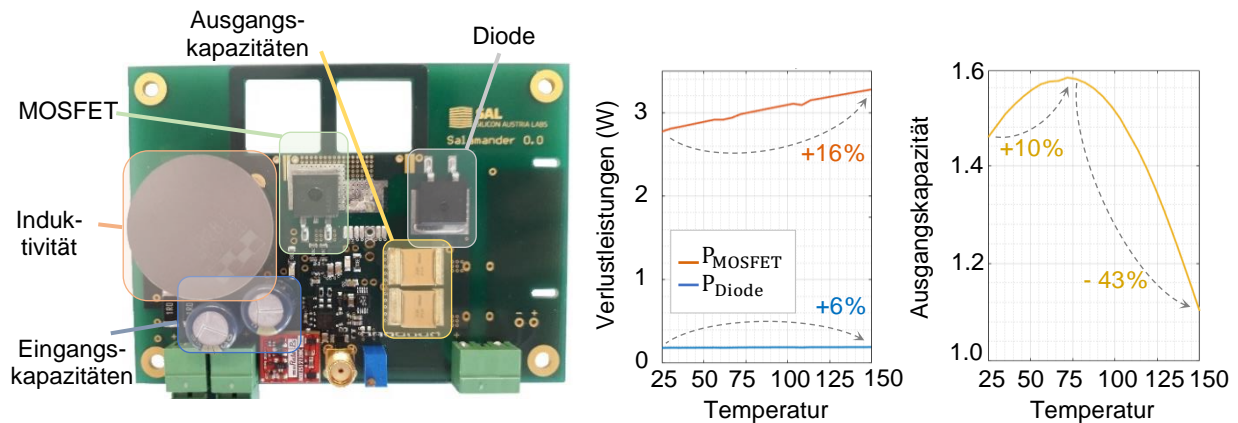 Ausgangs-
kapazitäten
Diode
MOSFET
Induk-
tivität
Eingangs-
kapazitäten
SAL
SILICON AUSTRIA LABS
Salamander 0.0
Verlustleistungen (W)
3
2
1
0
+16%
P_MOSFET
P_Diode
+6%
25 50 75 100 125 150
Temperatur
Ausgangskapazität
1.6
1.4
1.2
1.0
+10%
- 43%
25 50 75 100 125 150
Temperatur